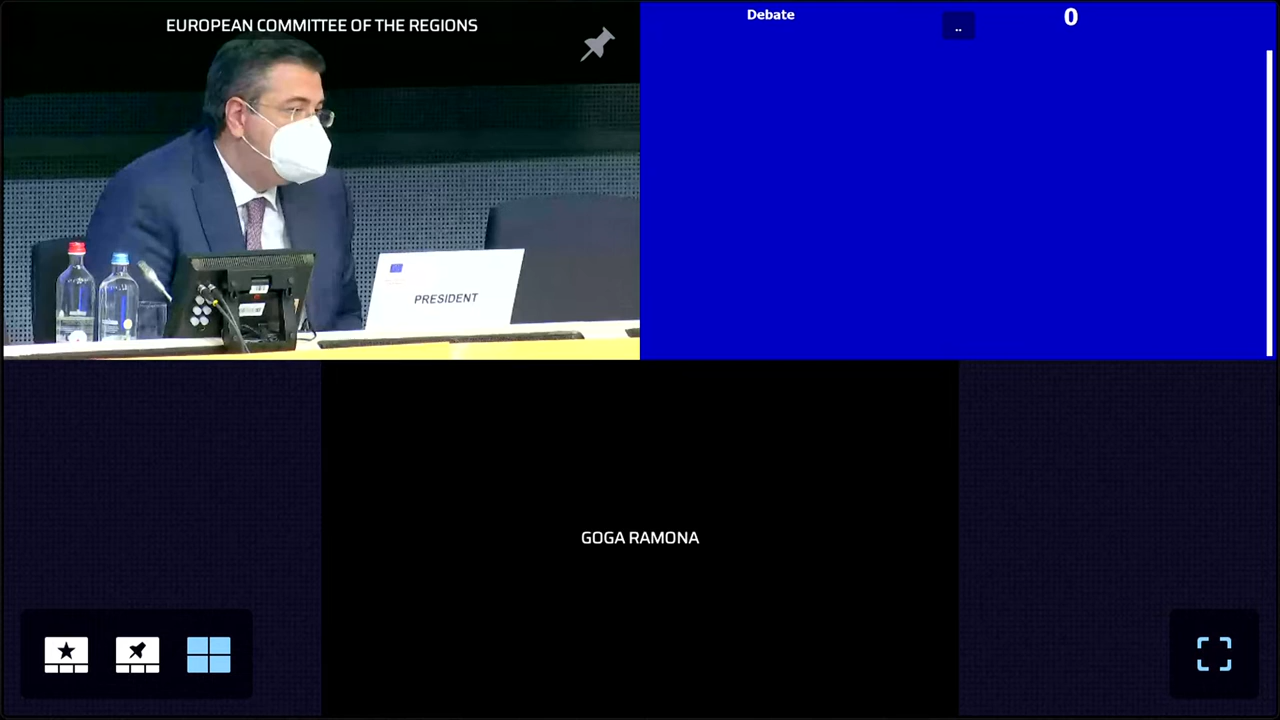 EUROPEAN COMMITTEE OF THE REGIONS
Debate
..
0
PRESIDENT
GOGA RAMONA